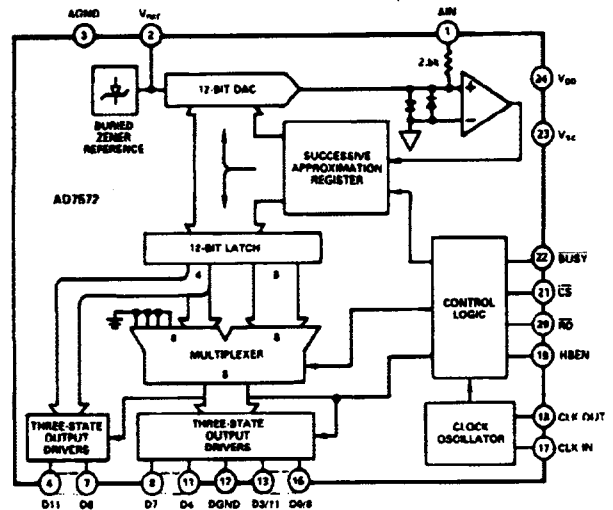 AGND
Vref
AIN
3
2
1
2.5k
12-BIT DAC
+
−
24
VDD
BURIED
ZENER
REFERENCE
23
SUCCESSIVE
APPROXIMATION
REGISTER
AD7572
12-BIT LATCH
4
8
22
BUSY
21
CS
CONTROL
LOGIC
20
RD
19
HBEN
8
8
MULTIPLEXER
8
THREE-STATE
OUTPUT
DRIVERS
THREE-STATE
OUTPUT
DRIVERS
CLOCK
OSCILLATOR
18
CLK OUT
17
CLK IN
4
7
8
11
12
13
16
D11
D8
D7
D4
DGND
D3/11
D0/8